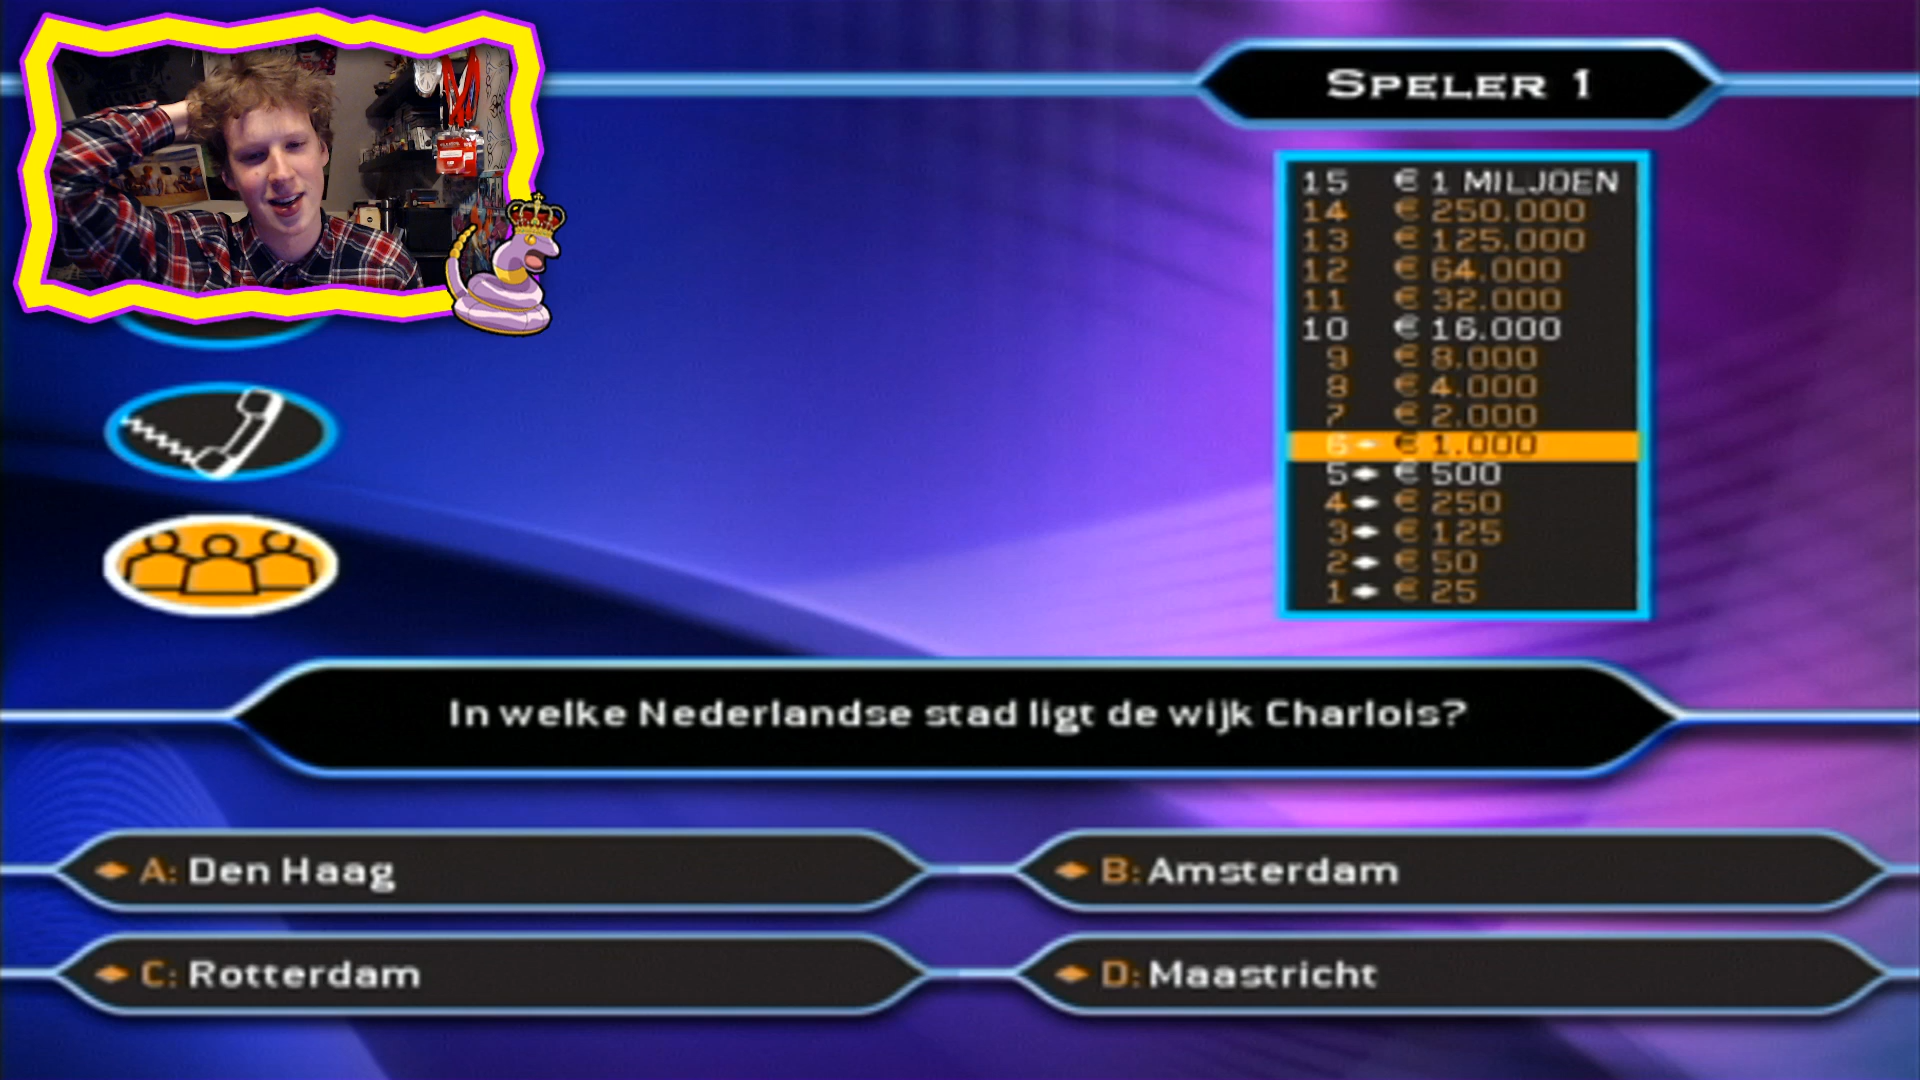 Speler 1
15 € 1 MILJOEN
14 € 250.000
13 € 125.000
12 € 64.000
11 € 32.000
10 € 16.000
9 € 8.000
8 € 4.000
7 € 2.000
6 € 1.000
5 € 500
4 € 250
3 € 125
2 € 50
1 € 25
In welke Nederlandse stad ligt de wijk Charlois?
A: Den Haag
B: Amsterdam
C: Rotterdam
D: Maastricht